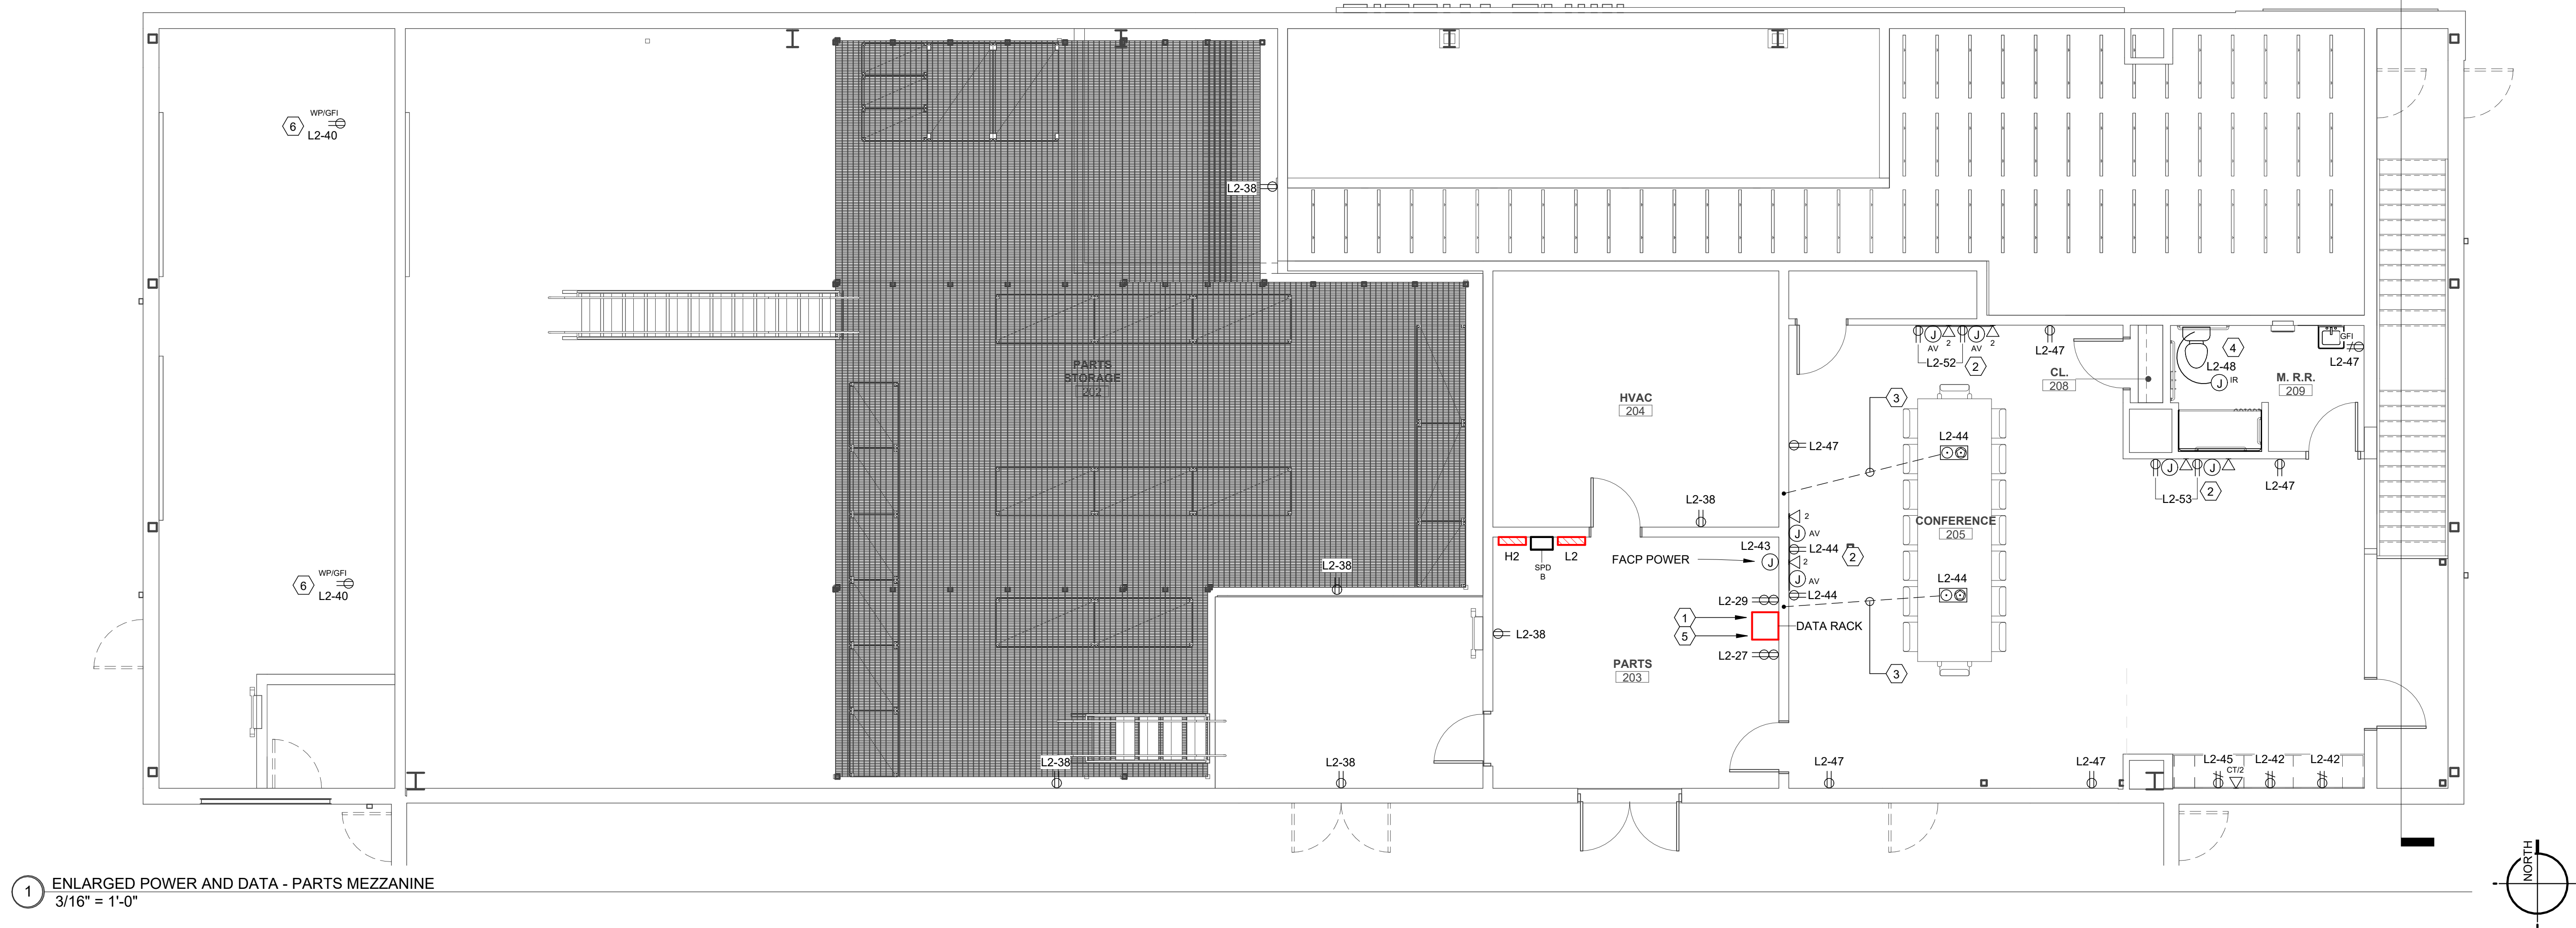 WP/GFI
6
L2-40
L2-38
PARTS
STORAGE
202
HVAC
204
L2-38
J
AV
2
J
AV
2
L2-52
2
L2-47
CL.
208
4
L2-48
J
IR
GFI
L2-47
M. R.R.
209
3
L2-47
L2-44
J
J
L2-53
2
L2-47
CONFERENCE
205
2
J
AV
L2-44
2
2
J
AV
L2-44
L2-44
3
H2
SPD
B
L2
L2-43
FACP POWER
J
L2-29
1
5
DATA RACK
L2-27
PARTS
203
WP/GFI
6
L2-40
L2-38
L2-38
L2-38
L2-38
L2-47
L2-47
L2-45
CT/2
L2-42
L2-42
1
ENLARGED POWER AND DATA - PARTS MEZZANINE
3/16" = 1'-0"
NORTH